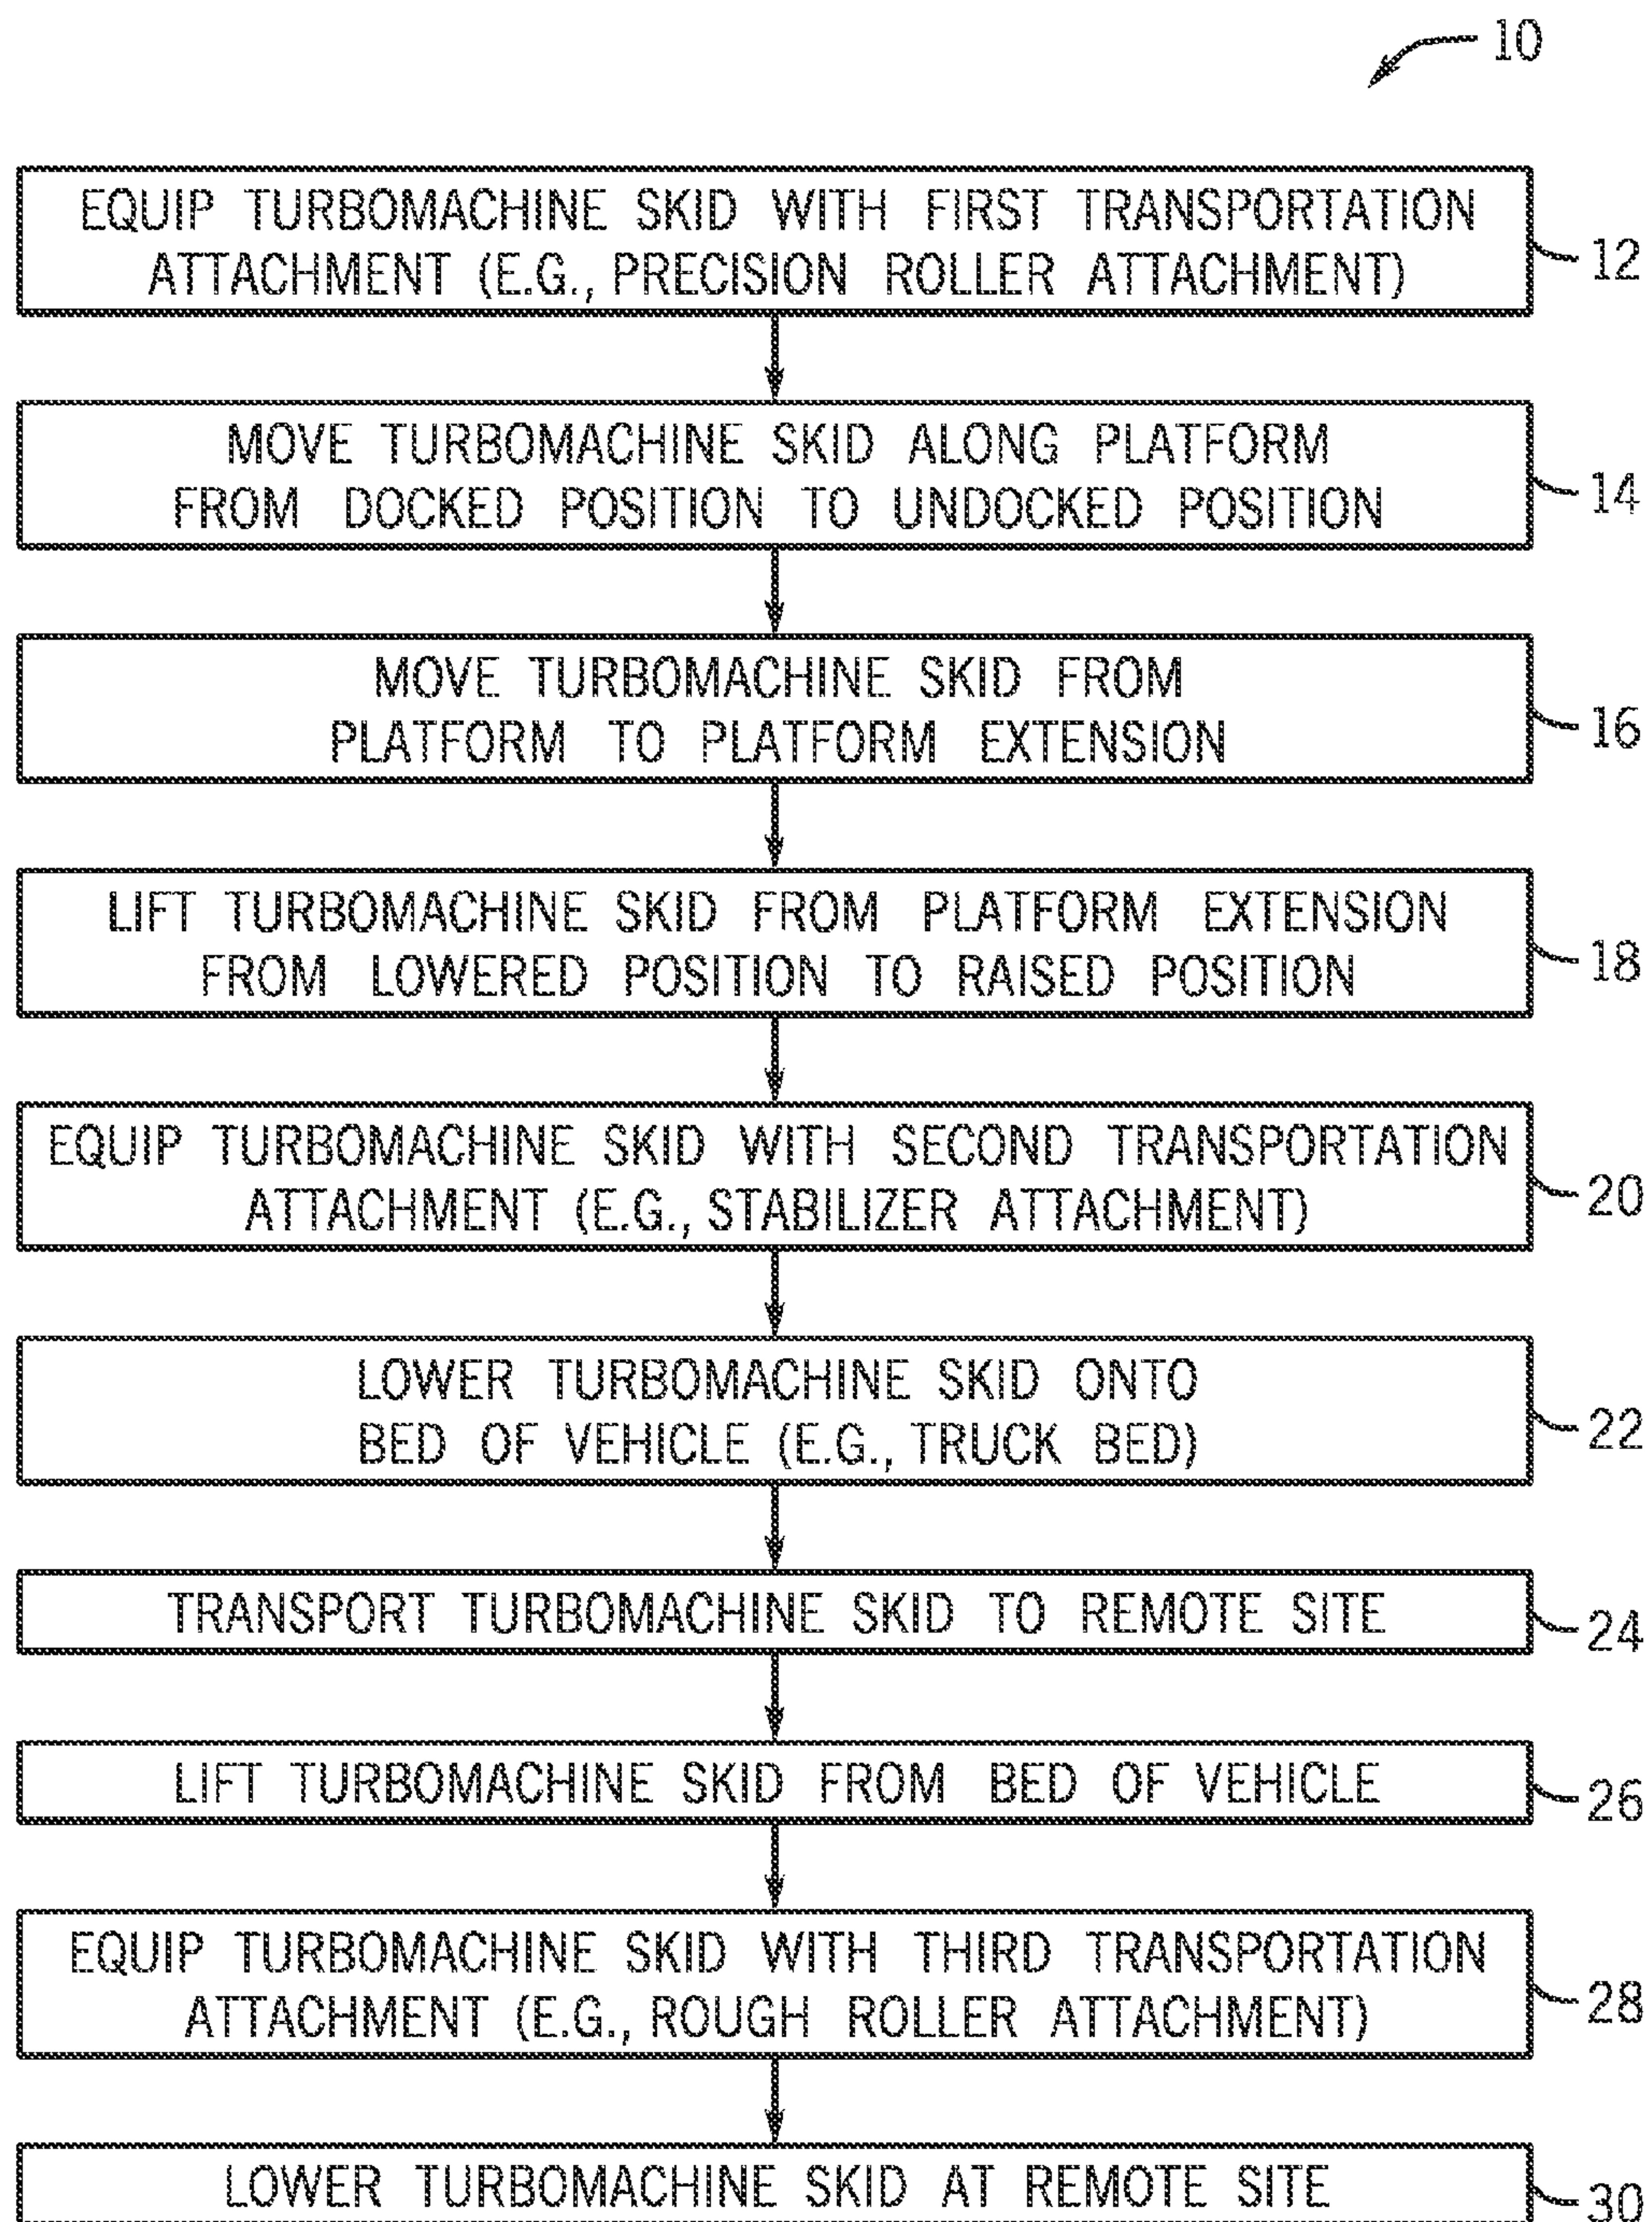 10
EQUIP TURBOMACHINE SKID WITH FIRST TRANSPORTATION
ATTACHMENT (E.G., PRECISION ROLLER ATTACHMENT)
12
MOVE TURBOMACHINE SKID ALONG PLATFORM
FROM DOCKED POSITION TO UNDOCKED POSITION
14
MOVE TURBOMACHINE SKID FROM
PLATFORM TO PLATFORM EXTENSION
16
LIFT TURBOMACHINE SKID FROM PLATFORM EXTENSION
FROM LOWERED POSITION TO RAISED POSITION
18
EQUIP TURBOMACHINE SKID WITH SECOND TRANSPORTATION
ATTACHMENT (E.G., STABILIZER ATTACHMENT)
20
LOWER TURBOMACHINE SKID ONTO
BED OF VEHICLE (E.G., TRUCK BED)
22
TRANSPORT TURBOMACHINE SKID TO REMOTE SITE
24
LIFT TURBOMACHINE SKID FROM BED OF VEHICLE
26
EQUIP TURBOMACHINE SKID WITH THIRD TRANSPORTATION
ATTACHMENT (E.G., ROUGH ROLLER ATTACHMENT)
28
LOWER TURBOMACHINE SKID AT REMOTE SITE
30